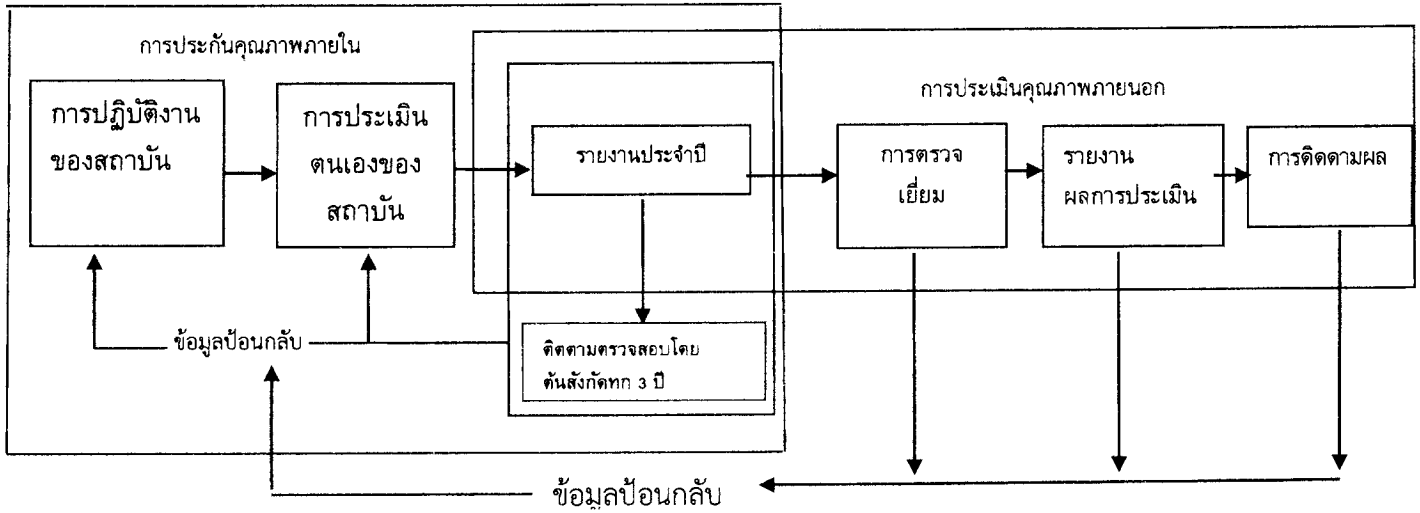 การประกันคุณภาพภายใน
การปฏิบัติงาน
ของสถาบัน
การประเมิน
ตนเองของ
สถาบัน
รายงานประจำปี
การประเมินคุณภาพภายนอก
การตรวจ
เยี่ยม
รายงาน
ผลการประเมิน
การติดตามผล
ข้อมูลป้อนกลับ
ติดตามตรวจสอบโดย
ต้นสังกัดทุก 3 ปี
ข้อมูลป้อนกลับ